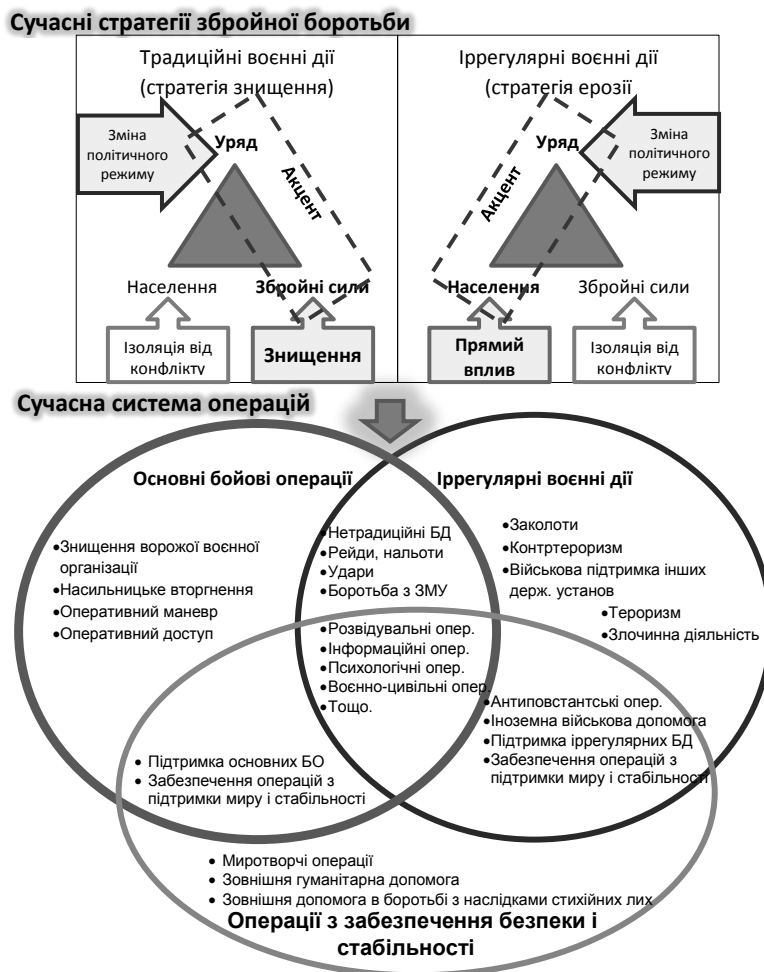 Сучасні стратегії збройної боротьби
Традиційні воєнні дії
(стратегія знищення)
Зміна
політичного
режиму
Уряд
Акцент
Населення
Збройні сили
Ізоляція від
конфлікту
Знищення
Іррегулярні воєнні дії
(стратегія ерозії
Уряд
Зміна
політичного
режиму
Акцент
Населення
Збройні сили
Прямий
вплив
Ізоляція від
конфлікту
Сучасна система операцій
Основні бойові операції
•Знищення ворожої воєнної
організації
•Насильницьке вторгнення
•Оперативний маневр
•Оперативний доступ
•Нетрадиційні БД
•Рейди, нальоти
•Удари
•Боротьба з ЗМУ
Іррегулярні воєнні дії
•Заколоти
•Контртероризм
•Військова підтримка інших
держ. установ
•Тероризм
•Злочинна діяльність
•Розвідувальні опер.
•Інформаційні опер.
•Психологічні опер.
•Воєнно-цивільні опер.
•Тощо.
• Підтримка основних БО
• Забезпечення операцій з
підтримки миру і стабільності
•Антиповстантські опер.
•Іноземна військова допомога
•Підтримка іррегулярних БД
•Забезпечення операцій з
підтримки миру і стабільності
• Миротворчі операції
• Зовнішня гуманітарна допомога
• Зовнішня допомога в боротьбі з наслідками стихійних лих
Операції з забезпечення безпеки і
стабільності